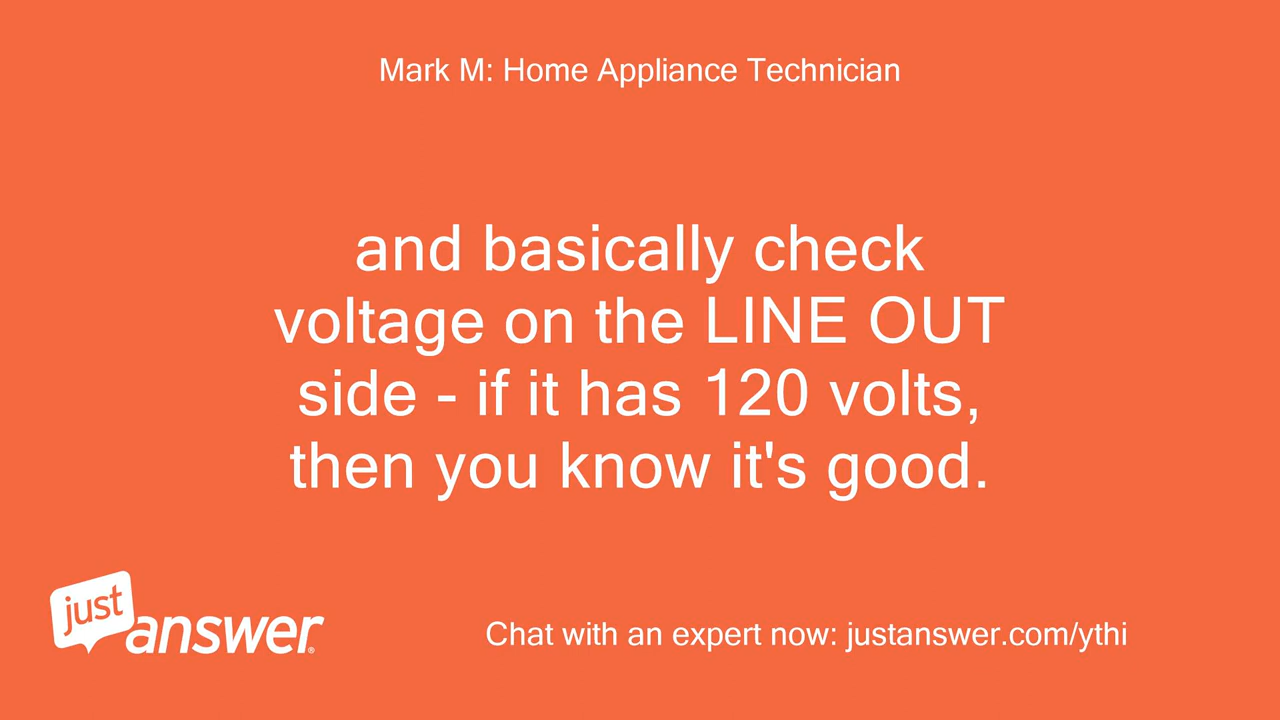 Mark M: Home Appliance Technician
and basically check
voltage on the LINE OUT
side - if it has 120 volts,
then you know it's good.
just
answer®
Chat with an expert now: justanswer.com/ythi